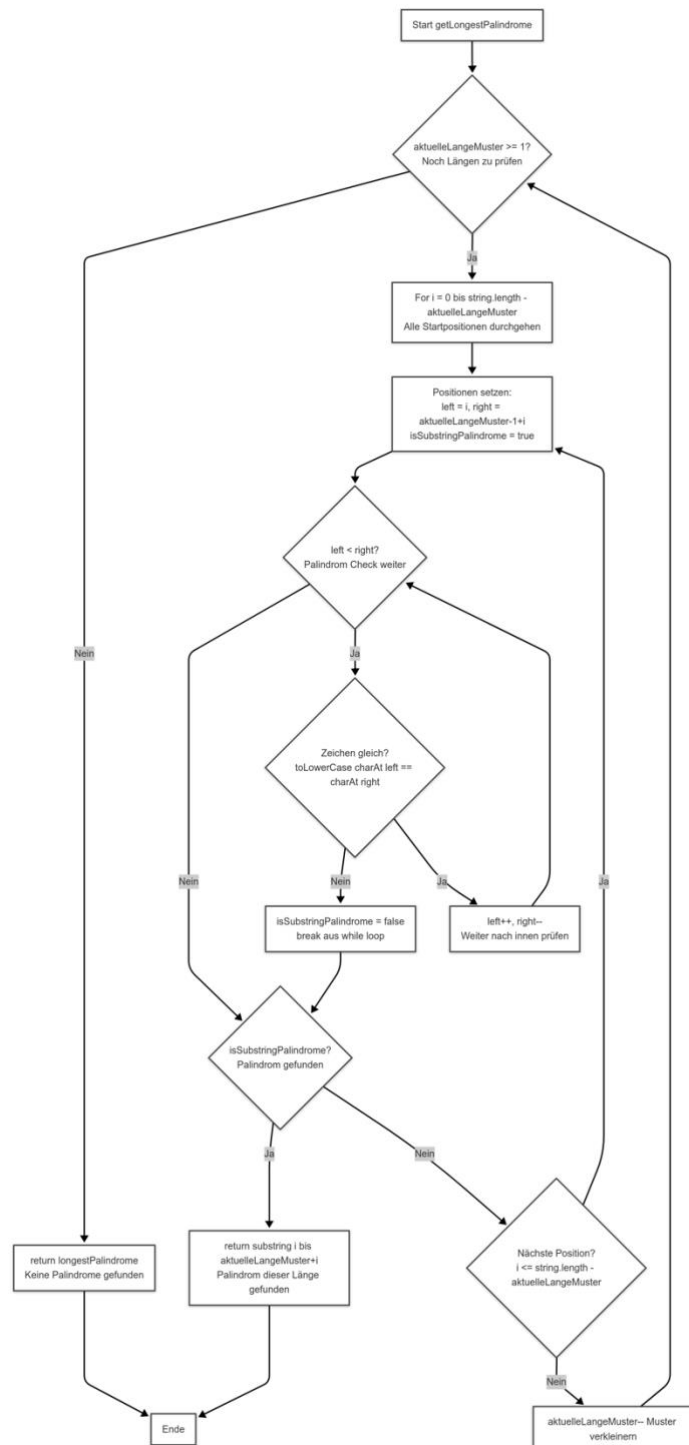 Start getLongestPalindrome
aktuelleLangeMuster >= 1?
Noch Längen zu prüfen
Ja
For i = 0 bis string.length -
aktuelleLangeMuster
Alle Startpositionen durchgehen
Positionen setzen:
left = i, right =
aktuelleLangeMuster-1+i
isSubstringPalindrome = true
left < right?
Palindrom Check weiter
Nein
Ja
Zeichen gleich?
toLowerCase charAt left ==
charAt right
Nein
Nein
Ja
Ja
isSubstringPalindrome = false
break aus while loop
left++, right--
Weiter nach innen prüfen
isSubstringPalindrome?
Palindrom gefunden
Ja
Nein
return longestPalindrome
Keine Palindrome gefunden
return substring i bis
aktuelleLangeMuster+i
Palindrom dieser Länge
gefunden
Nächste Position?
i <= string.length -
aktuelleLangeMuster
Nein
Ende
aktuelleLangeMuster-- Muster
verkleinern